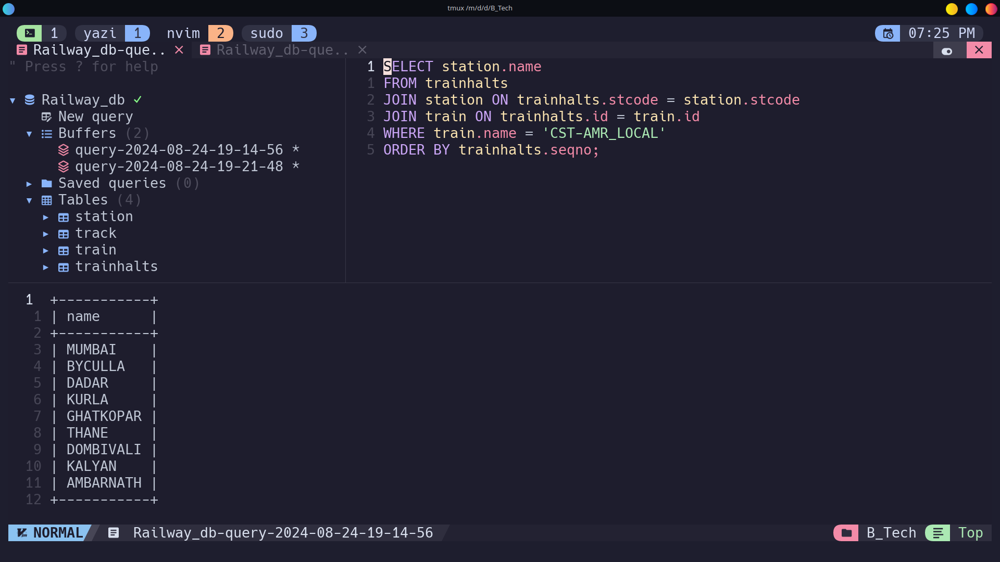 tmux /m/d/d/B_Tech
1 yazi 1 nvim 2 sudo 3 07:25 PM
Railway_db-que.. × Railway_db-que.. ×
" Press ? for help
Railway_db ✓
New query
Buffers (2)
query-2024-08-24-19-14-56 *
query-2024-08-24-19-21-48 *
Saved queries (0)
Tables (4)
station
track
train
trainhalts
1 SELECT station.name
1 FROM trainhalts
2 JOIN station ON trainhalts.stcode = station.stcode
3 JOIN train ON trainhalts.id = train.id
4 WHERE train.name = 'CST-AMR_LOCAL'
5 ORDER BY trainhalts.seqno;
1 +-----------+
1 | name      |
2 +-----------+
3 | MUMBAI    |
4 | BYCULLA   |
5 | DADAR     |
6 | KURLA     |
7 | GHATKOPAR |
8 | THANE     |
9 | DOMBIVALI |
10 | KALYAN    |
11 | AMBARNATH |
12 +-----------+
NORMAL Railway_db-query-2024-08-24-19-14-56 B_Tech Top